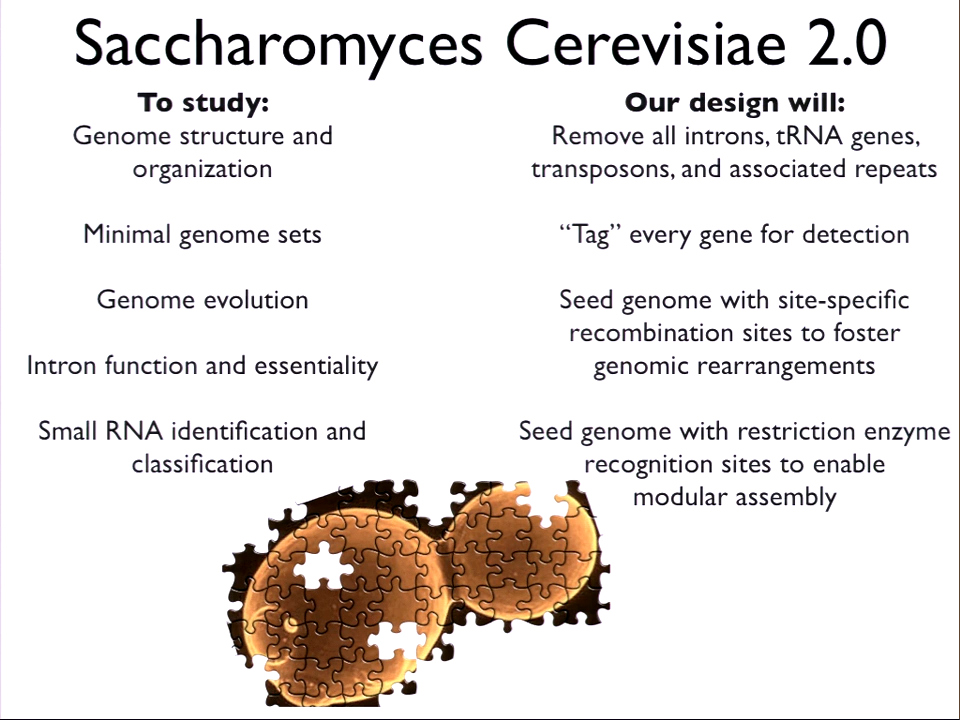 Saccharomyces Cerevisiae 2.0
To study:
Genome structure and
organization
Minimal genome sets
Genome evolution
Intron function and essentiality
Small RNA identification and
classification
Our design will:
Remove all introns, tRNA genes,
transposons, and associated repeats
“Tag” every gene for detection
Seed genome with site-specific
recombination sites to foster
genomic rearrangements
Seed genome with restriction enzyme
recognition sites to enable
modular assembly